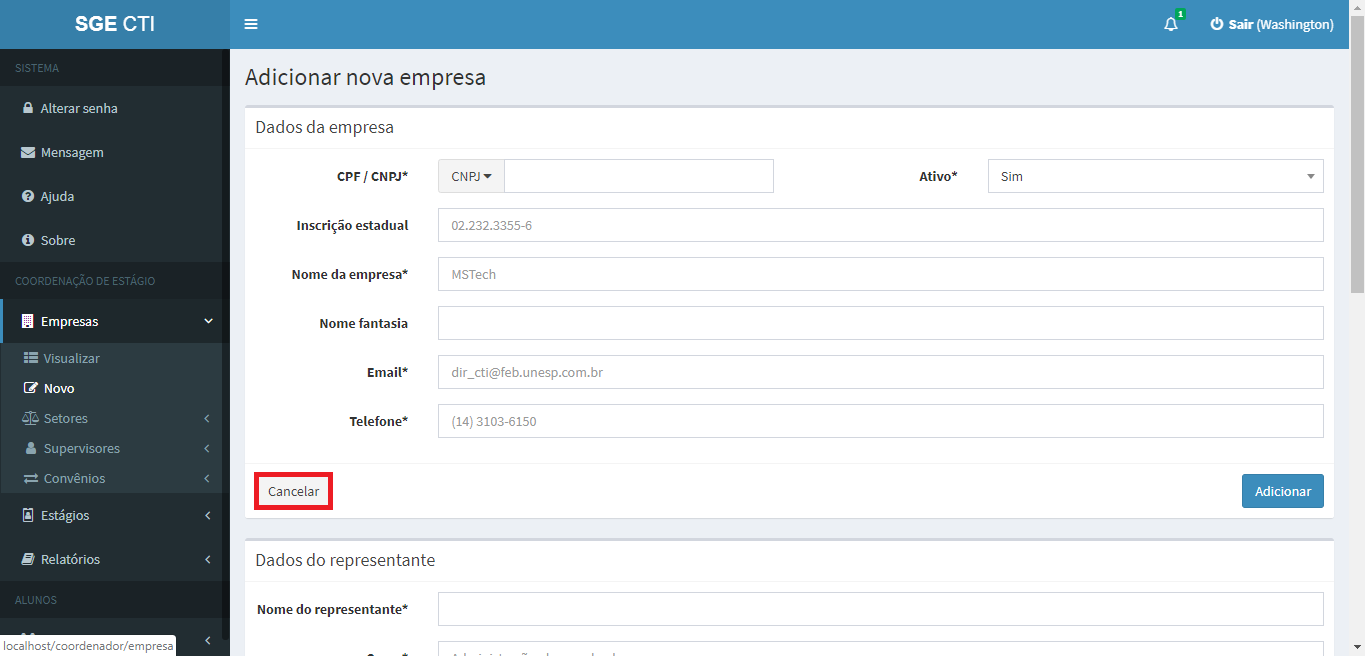 SGE CTI
1
Sair (Washington)
SISTEMA
Alterar senha
Mensagem
Ajuda
Sobre
COORDENAÇÃO DE ESTÁGIO
Empresas
Visualizar
Novo
Setores
Supervisores
Convênios
Estágios
Relatórios
ALUNOS
localhost/coordenador/empresa
Adicionar nova empresa
Dados da empresa
CPF / CNPJ* CNPJ Ativo* Sim
Inscrição estadual 02.232.3355-6
Nome da empresa* MSTech
Nome fantasia
Email* dir_cti@feb.unesp.com.br
Telefone* (14) 3103-6150
Cancelar Adicionar
Dados do representante
Nome do representante*